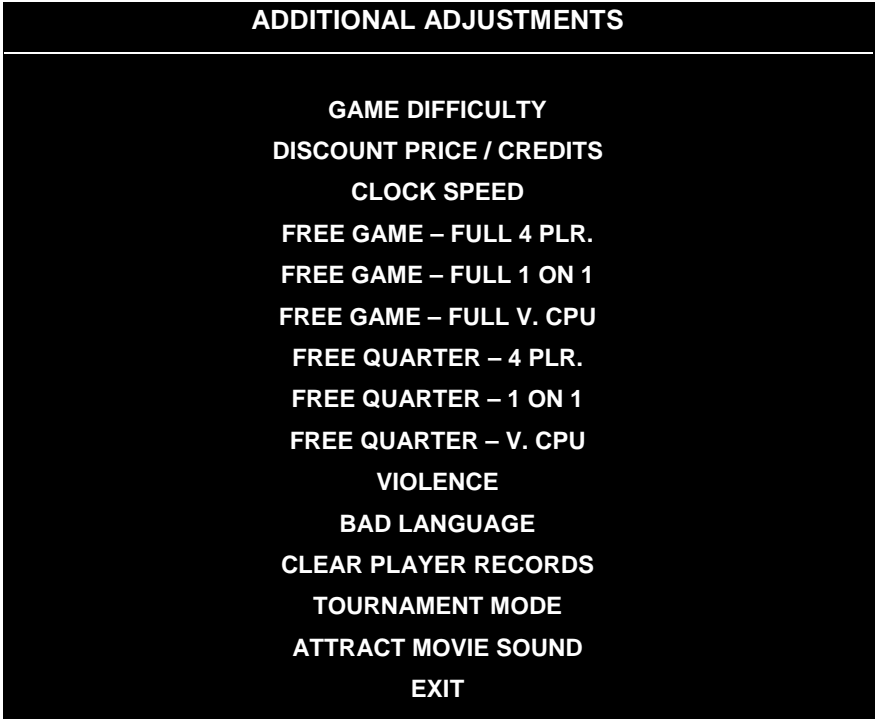 ADDITIONAL ADJUSTMENTS
GAME DIFFICULTY
DISCOUNT PRICE / CREDITS
CLOCK SPEED
FREE GAME – FULL 4 PLR.
FREE GAME – FULL 1 ON 1
FREE GAME – FULL V. CPU
FREE QUARTER – 4 PLR.
FREE QUARTER – 1 ON 1
FREE QUARTER – V. CPU
VIOLENCE
BAD LANGUAGE
CLEAR PLAYER RECORDS
TOURNAMENT MODE
ATTRACT MOVIE SOUND
EXIT